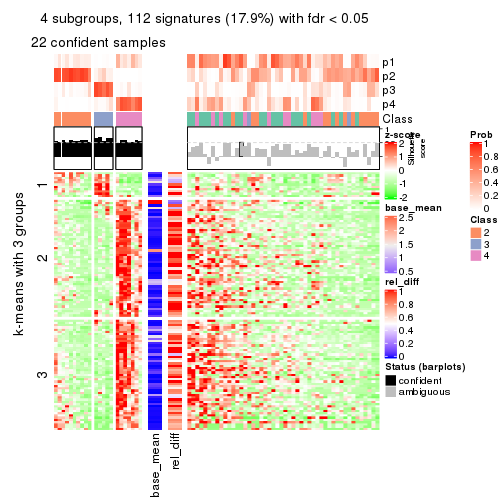 4 subgroups, 112 signatures (17.9%) with fdr < 0.05
22 confident samples
p1
p2
p3
p4
Class
1
Silhouette
score
k-means with 3 groups
1
2
3
base_mean
rel_diff
z-score
2
1
0
-1
-2
base_mean
2.5
2
1.5
1
0.5
rel_diff
1
0.8
0.6
0.4
0.2
0
Status (barplots)
confident
ambiguous
Prob
1
0.8
0.6
0.4
0.2
0
Class
2
3
4